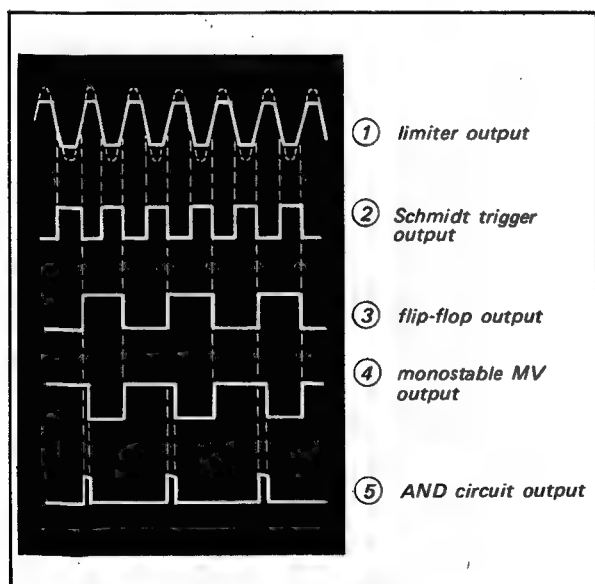 ① limiter output
② Schmidt trigger
output
③ flip-flop output
④ monostable MV
output
⑤ AND circuit output